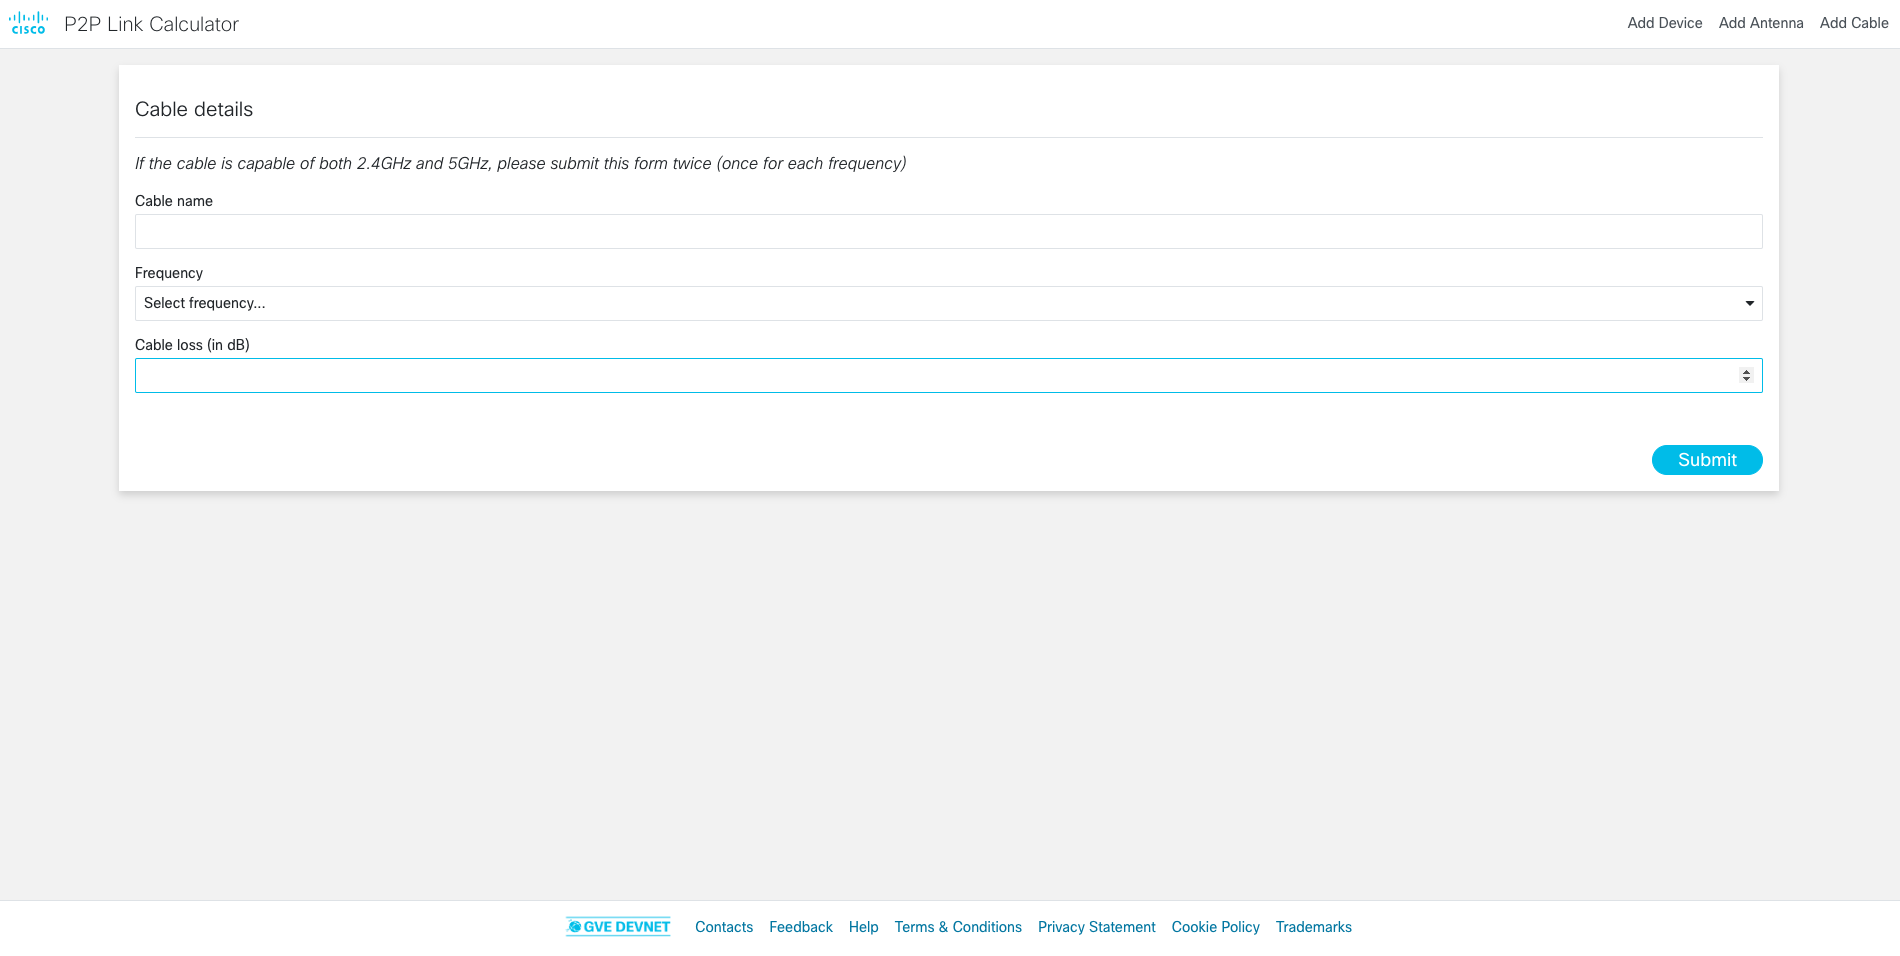 CISCO P2P Link Calculator Add Device Add Antenna Add Cable
Cable details
If the cable is capable of both 2.4GHz and 5GHz, please submit this form twice (once for each frequency)
Cable name
Frequency
Select frequency...
Cable loss (in dB)
Submit
GVE DEVNET Contacts Feedback Help Terms & Conditions Privacy Statement Cookie Policy Trademarks